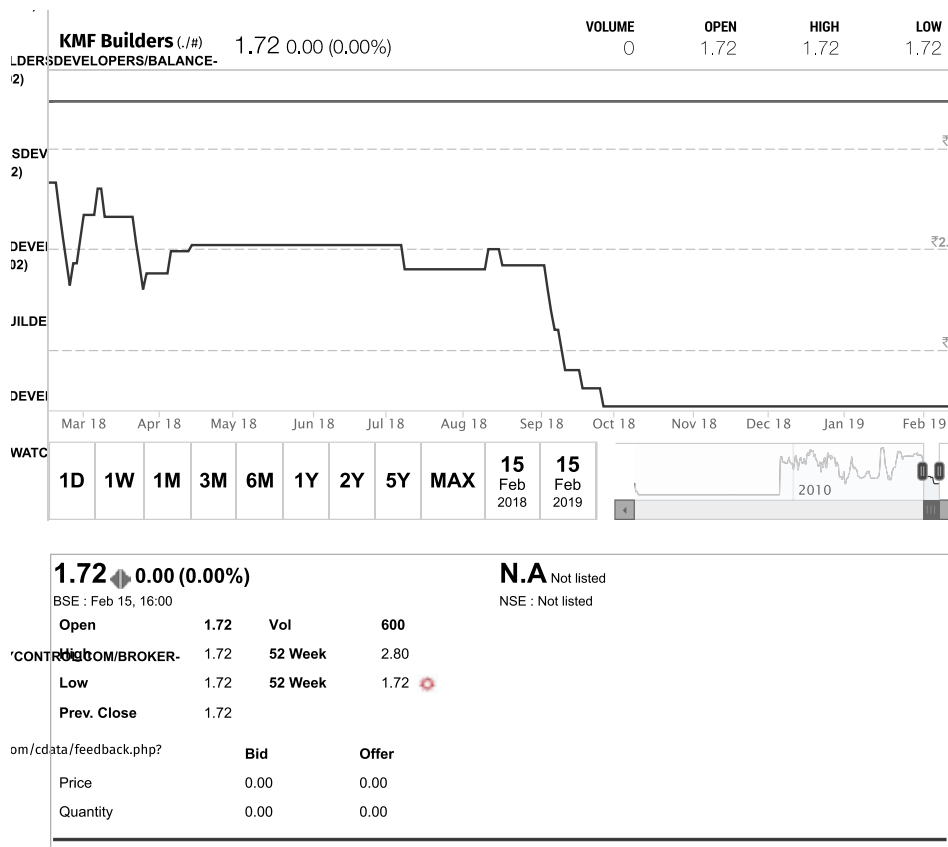 VOLUME OPEN HIGH LOW
KMF Builders (./#) 1.72 0.00 (0.00%) 0 1.72 1.72 1.72
LDERSDEVELOPERS/BALANCE-
02)
SDEV
2)
DEVEL
₹2.
02)
UILDE
DEVEL
Mar 18 Apr 18 May 18 Jun 18 Jul 18 Aug 18 Sep 18 Oct 18 Nov 18 Dec 18 Jan 19 Feb 19
WATC
1D 1W 1M 3M 6M 1Y 2Y 5Y MAX 15 Feb 2018 15 Feb 2019
2010
1.72 0.00 (0.00%) N.A Not listed
BSE : Feb 15, 16:00 NSE : Not listed
Open 1.72 Vol 600
High 1.72 52 Week 2.80
YCONTROL.COM/BROKER-
Low 1.72 52 Week 1.72
Prev. Close 1.72
om/cdata/feedback.php?
Bid Offer
Price 0.00 0.00
Quantity 0.00 0.00